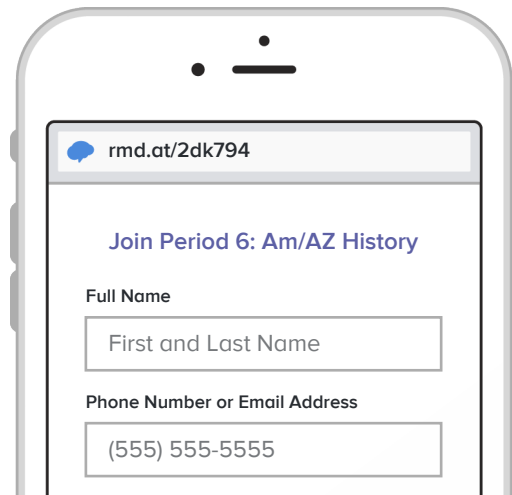 rmd.at/2dk794
Join Period 6: Am/AZ History
Full Name
First and Last Name
Phone Number or Email Address
(555) 555-5555